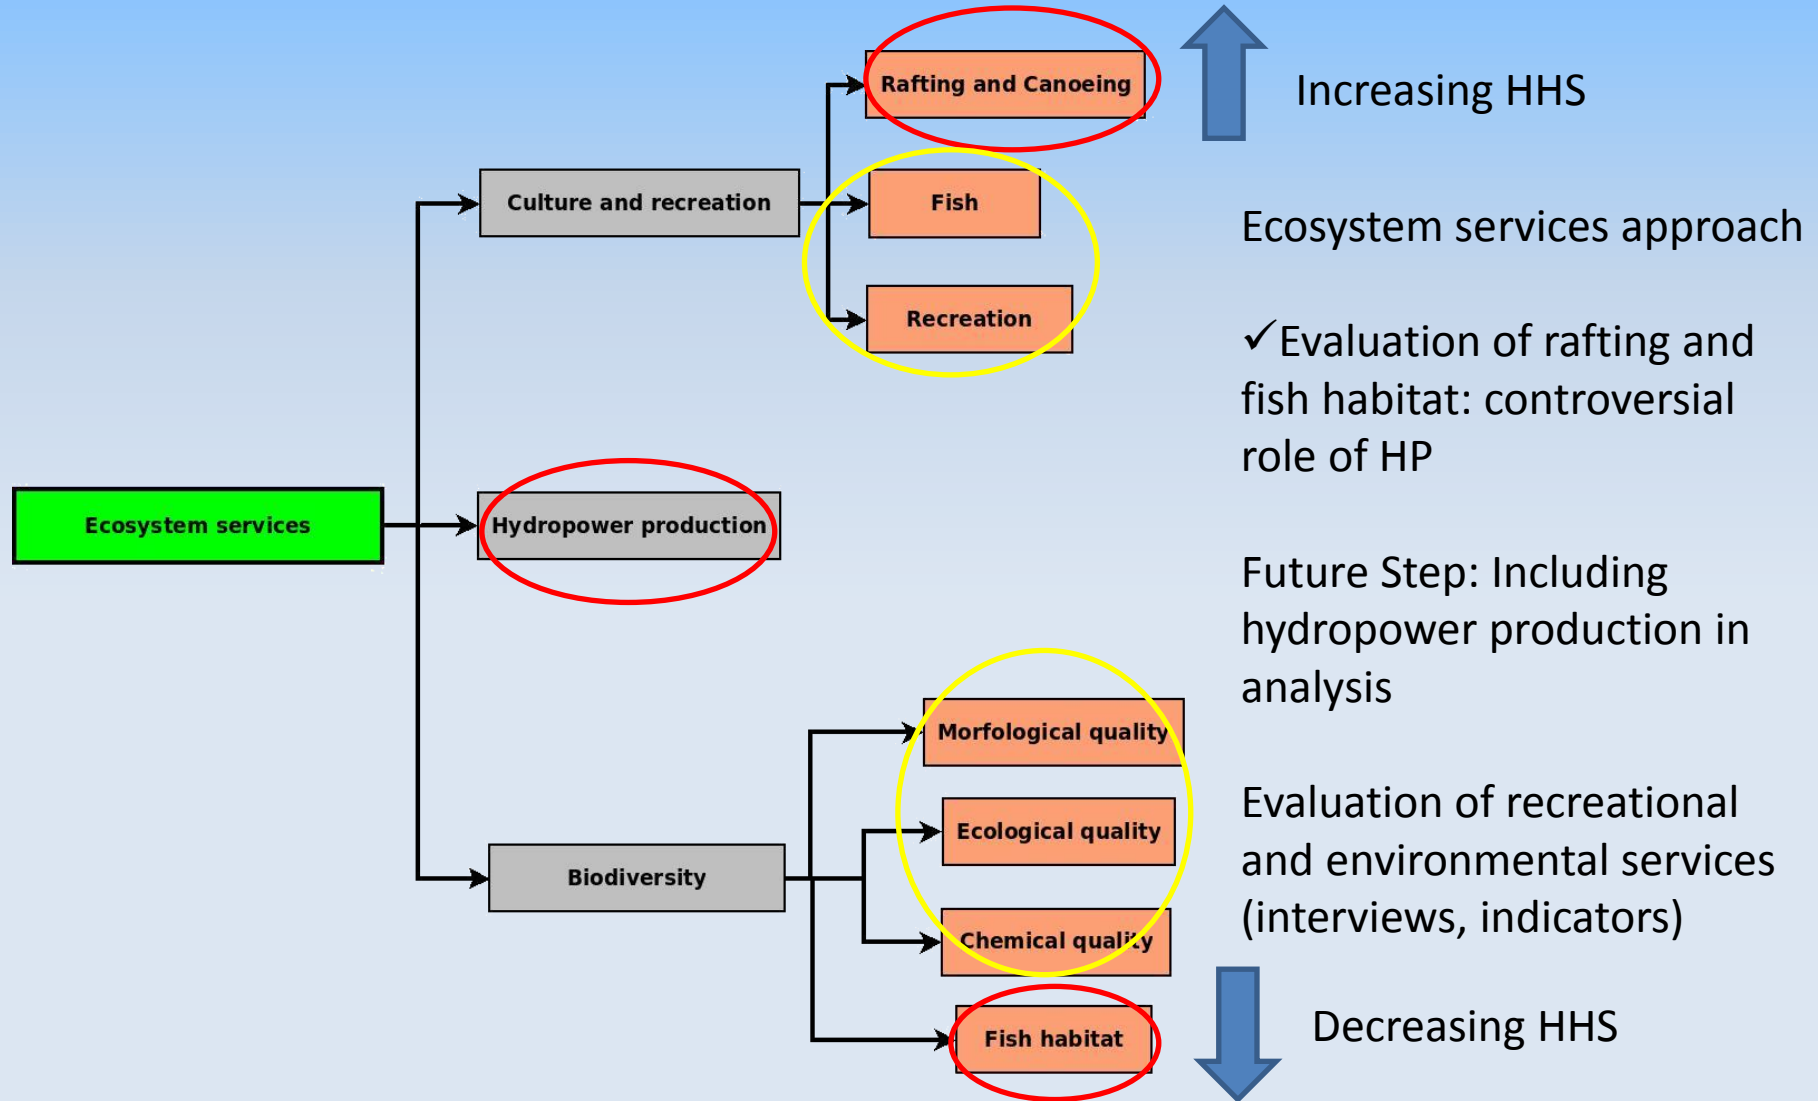 Rafting and Canoeing
Increasing HHS
Culture and recreation
Fish
Ecosystem services approach
Recreation
✓Evaluation of rafting and
fish habitat: controversial
role of HP
Ecosystem services
Hydropower production
Future Step: Including
hydropower production in
analysis
Morfological quality
Ecological quality
Evaluation of recreational
and environmental services
(interviews, indicators)
Biodiversity
Chemical quality
Fish habitat
Decreasing HHS